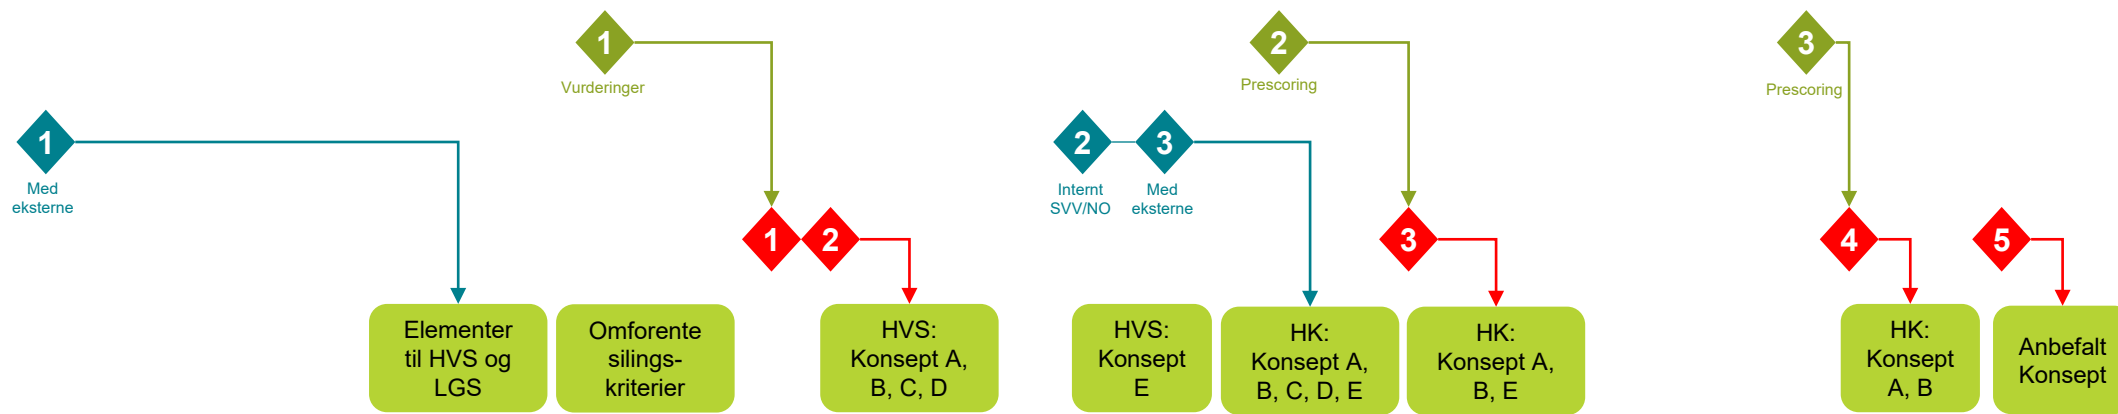 1
2
3
Vurderinger
Prescoring
Prescoring
1
2
3
Med
eksterne
Internt
SVV/NO
Med
eksterne
1
2
3
4
5
Elementer
til HVS og
LGS
Omforente
silings-
kriterier
HVS:
Konsept A,
B, C, D
HVS:
Konsept
E
HK:
Konsept A,
B, C, D, E
HK:
Konsept A,
B, E
HK:
Konsept
A, B
Anbefalt
Konsept